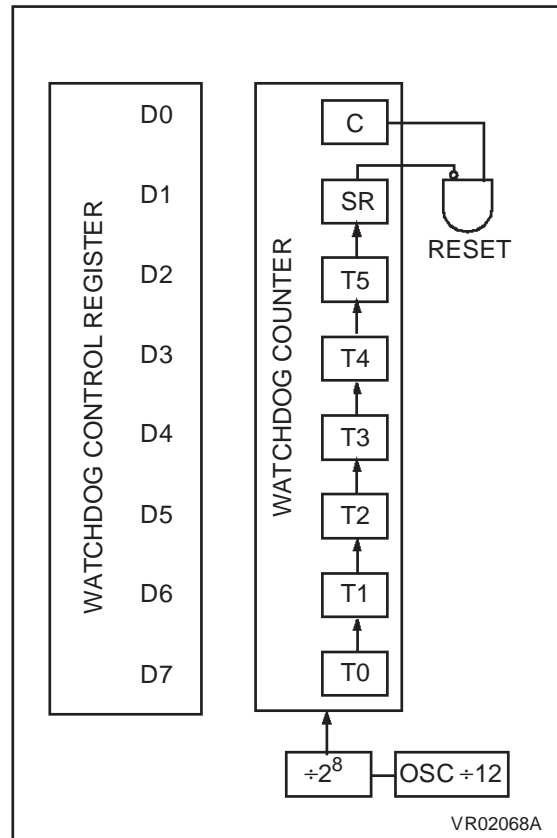 WATCHDOG CONTROL REGISTER
D0
D1
D2
D3
D4
D5
D6
D7
WATCHDOG COUNTER
C
SR
T5
T4
T3
T2
T1
T0
RESET
÷2⁸
OSC ÷12
VR02068A